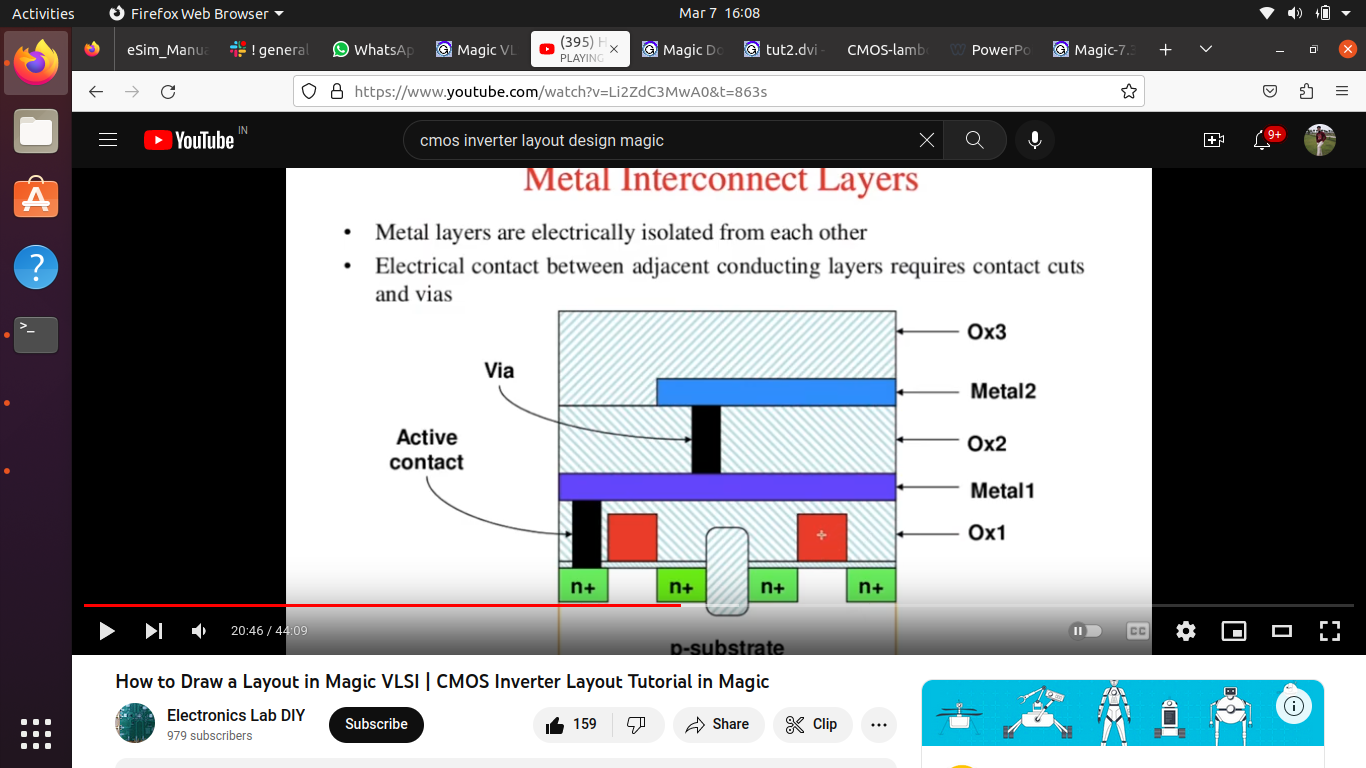 Activities
Firefox Web Browser
Mar 7 16:08
eSim_Manua
! general
WhatsAp
Magic VL
(395) H
PLAYING
Magic Do
tut2.dvi -
CMOS-lambd
PowerPo
Magic-7.3
https://www.youtube.com/watch?v=Li2ZdC3MwA0&t=863s
YouTube IN
cmos inverter layout design magic
9+
Metal Interconnect Layers
• Metal layers are electrically isolated from each other
• Electrical contact between adjacent conducting layers requires contact cuts
and vias
Ox3
Via
Metal2
Active
contact
Ox2
Metal1
Ox1
n+ n+ n+ n+
p-substrate
20:46 / 44:09
CC
How to Draw a Layout in Magic VLSI | CMOS Inverter Layout Tutorial in Magic
Electronics Lab DIY
979 subscribers
Subscribe
159
Share
Clip